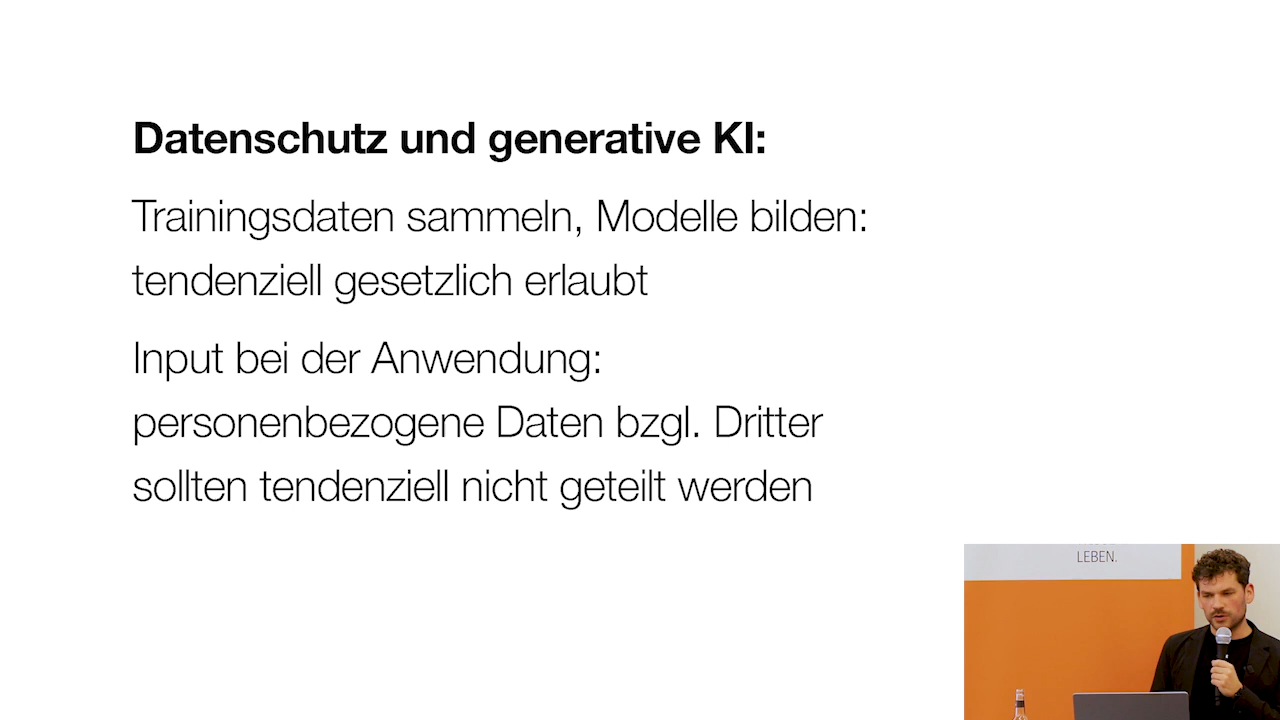 Datenschutz und generative KI:
Trainingsdaten sammeln, Modelle bilden:
tendenziell gesetzlich erlaubt
Input bei der Anwendung:
personenbezogene Daten bzgl. Dritter
sollten tendenziell nicht geteilt werden
LEBEN.